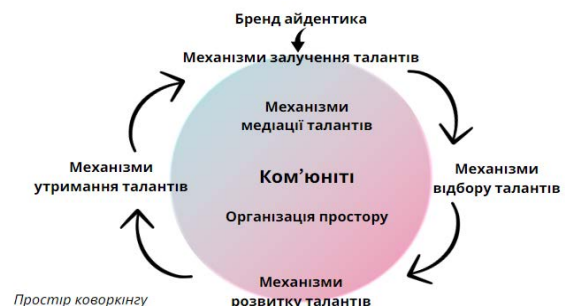 Бренд айдентика
Механізми залучення талантів
Механізми
медіації талантів
Механізми
утримання талантів
Ком’юніті
Механізми
відбору талантів
Організація простору
Механізми
розвитку талантів
Простір коворкінгу